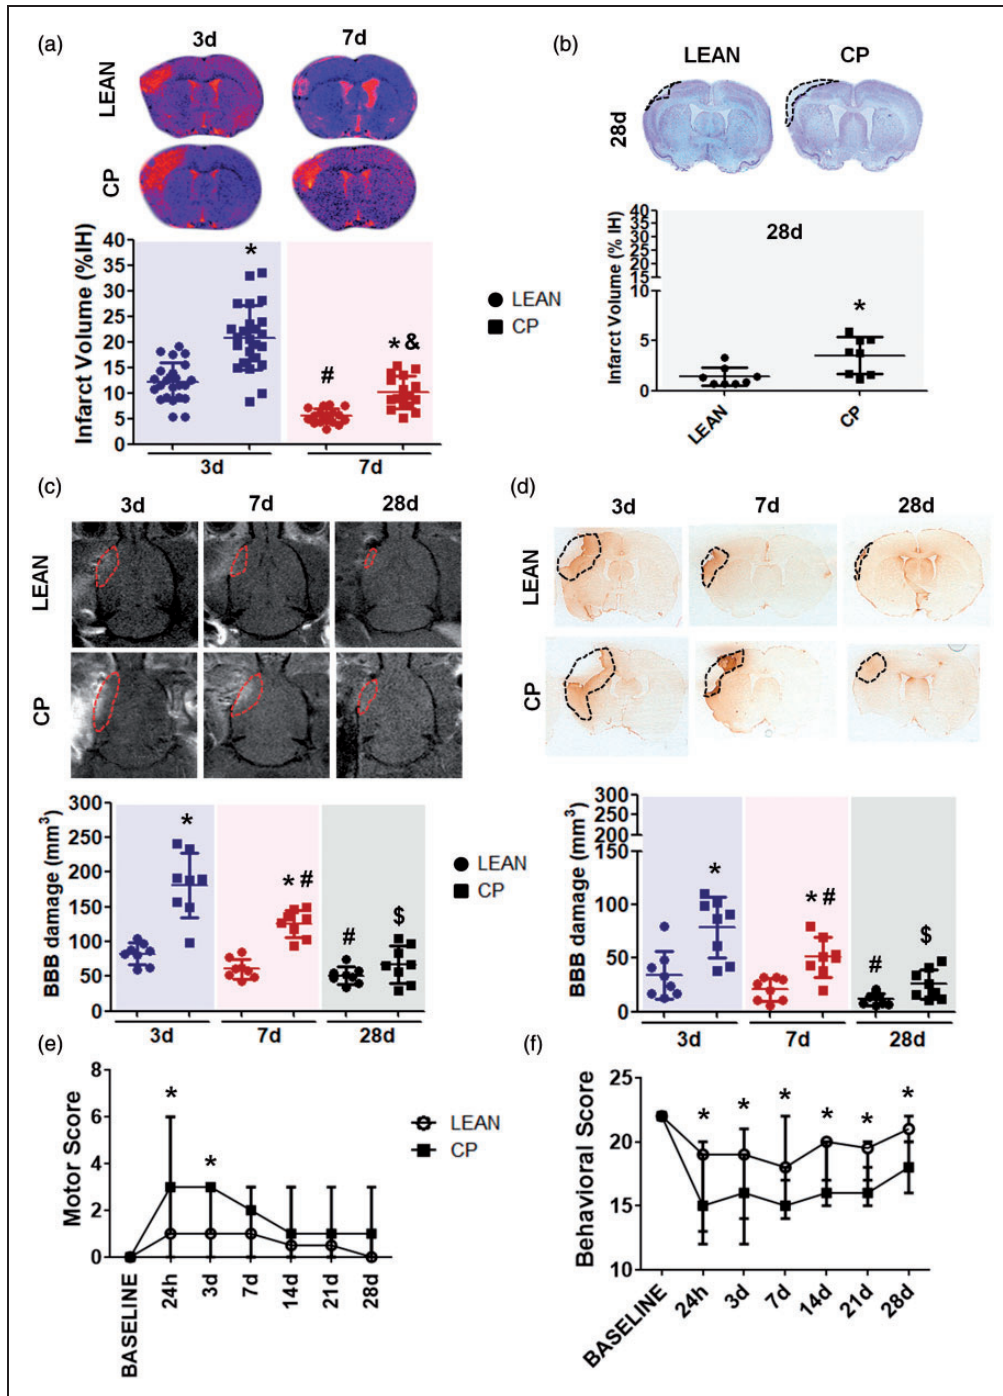 (a)
3d
7d
LEAN
CP
Infarct Volume (%IH)
40
35
30
25
20
15
10
5
0
*
#
*&
3d
7d
LEAN
CP
(b)
LEAN
CP
28d
Infarct Volume (% IH)
40
35
30
25
20
15
10
5
0
28d
*
LEAN
CP
(c)
3d
7d
28d
LEAN
CP
BBB damage (mm³)
300
250
200
150
100
50
0
*
* #
#
$
3d
7d
28d
LEAN
CP
(d)
3d
7d
28d
LEAN
CP
BBB damage (mm³)
300
250
200
150
100
50
0
*
* #
#
$
3d
7d
28d
(e)
Motor Score
8
6
4
2
0
*
*
BASELINE
24h
3d
7d
14d
21d
28d
LEAN
CP
(f)
Behavioral Score
25
20
15
10
*
*
*
*
*
*
BASELINE
24h
3d
7d
14d
21d
28d